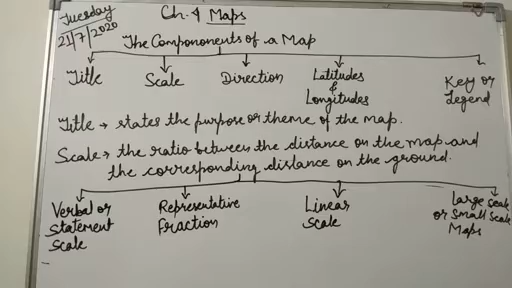 Tuesday
21/7/2020
Ch. 4 Maps
The Compononents of a Map
Title
Scale
Direction
Latitudes
&
Longitudes
Key or
Legend
Title → states the purpose or theme of the map.
Scale → the ratio between the distance on the map and
the corresponding distance on the ground.
Verbal or
Statement
Scale
Representative
Fraction
Linear
Scale
Large scale
or Small scale
Maps